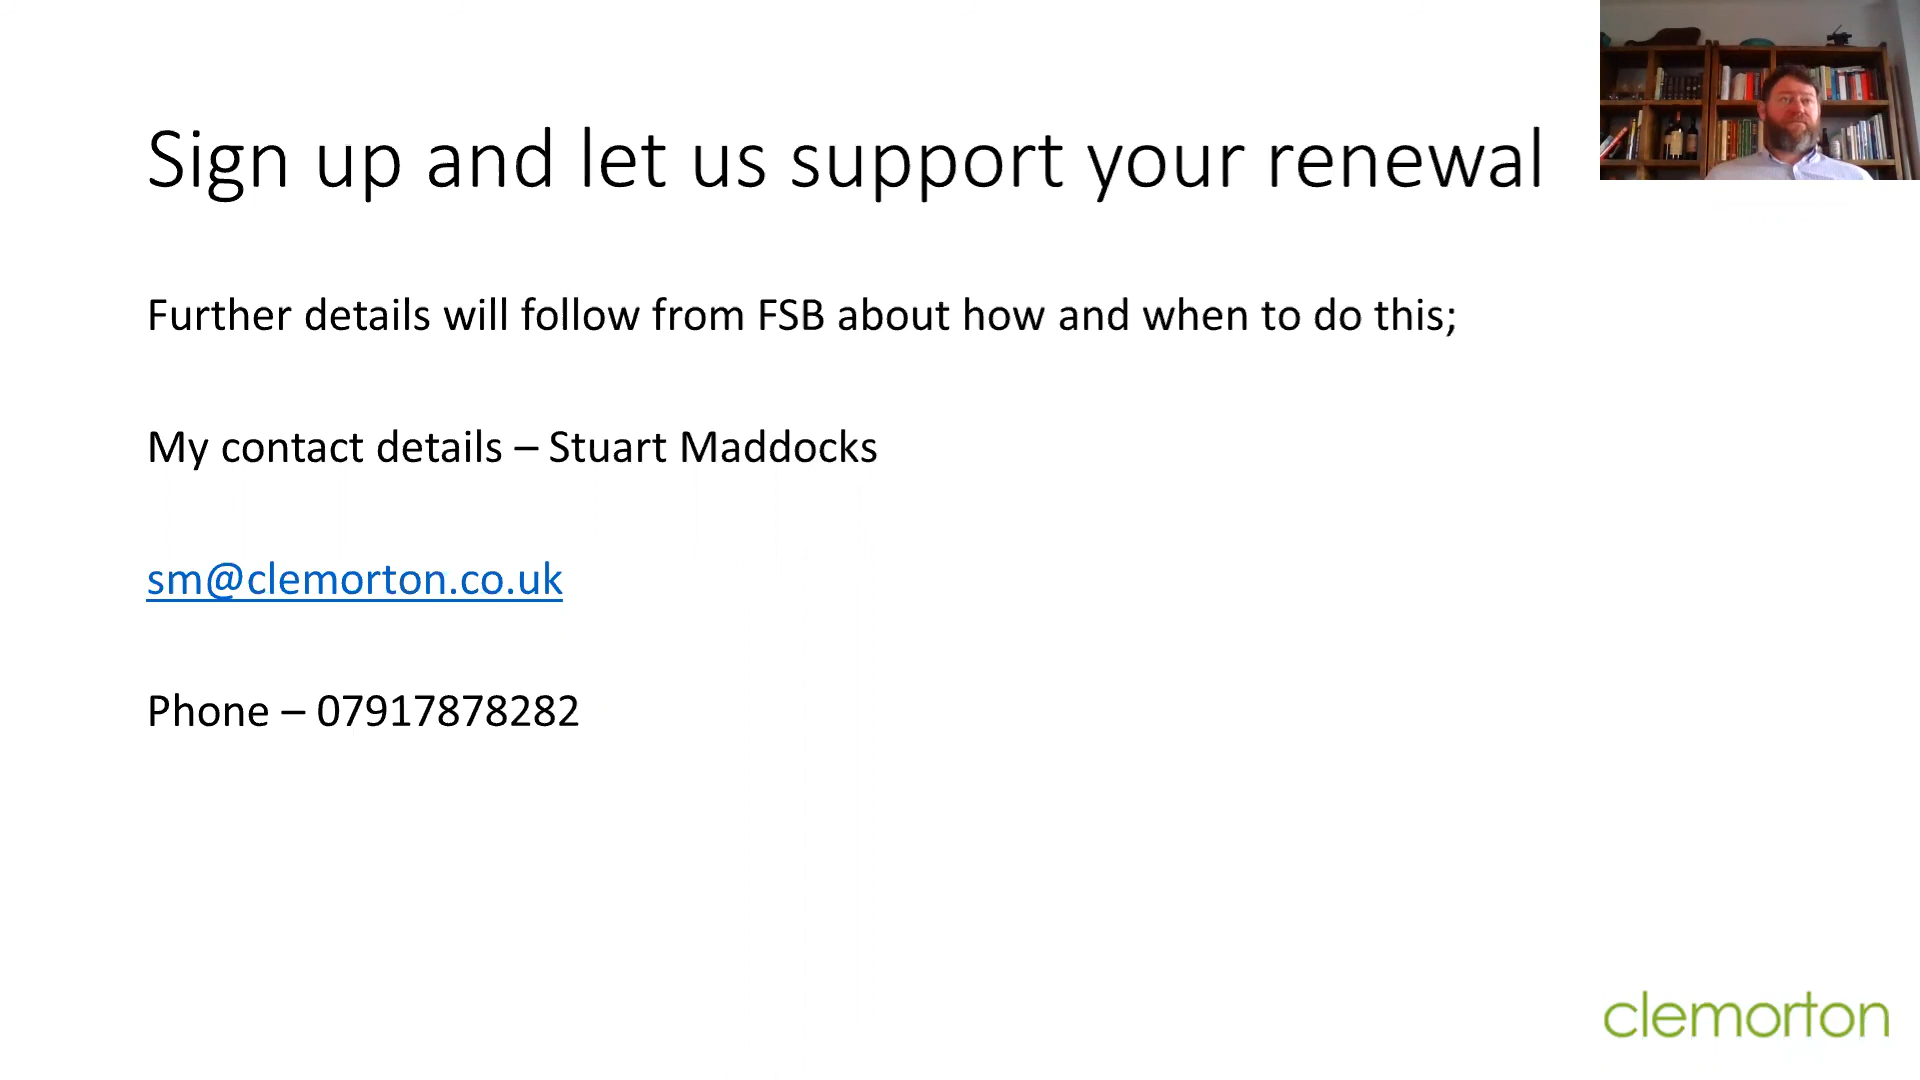 Sign up and let us support your renewal
Further details will follow from FSB about how and when to do this;
My contact details – Stuart Maddocks
sm@clemorton.co.uk
Phone – 07917878282
clemorton